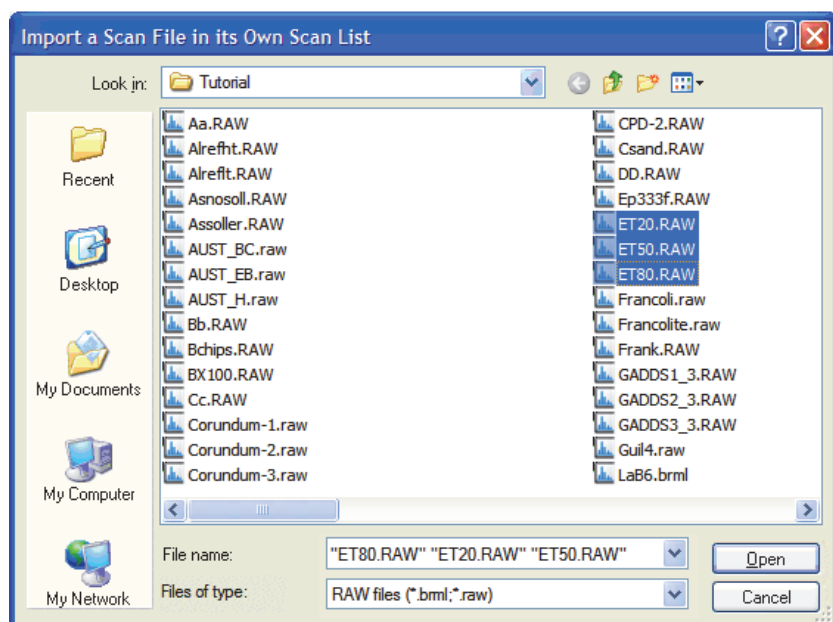 Import a Scan File in its Own Scan List
Look in:
Tutorial
Recent
Desktop
My Documents
My Computer
My Network
Aa.RAW
Alrefht.RAW
Alreflt.RAW
Asnosoll.RAW
Assoller.RAW
AUST_BC.raw
AUST_EB.raw
AUST_H.raw
Bb.RAW
Bchips.RAW
BX100.RAW
Cc.RAW
Corundum-1.raw
Corundum-2.raw
Corundum-3.raw
CPD-2.RAW
Csand.RAW
DD.RAW
Ep333f.RAW
ET20.RAW
ET50.RAW
ET80.RAW
Francoli.raw
Francolite.raw
Frank.RAW
GADDS1_3.RAW
GADDS2_3.RAW
GADDS3_3.RAW
Guil4.raw
LaB6.brml
File name:
"ET80.RAW" "ET20.RAW" "ET50.RAW"
Open
Files of type:
RAW files (*.brml;*.raw)
Cancel